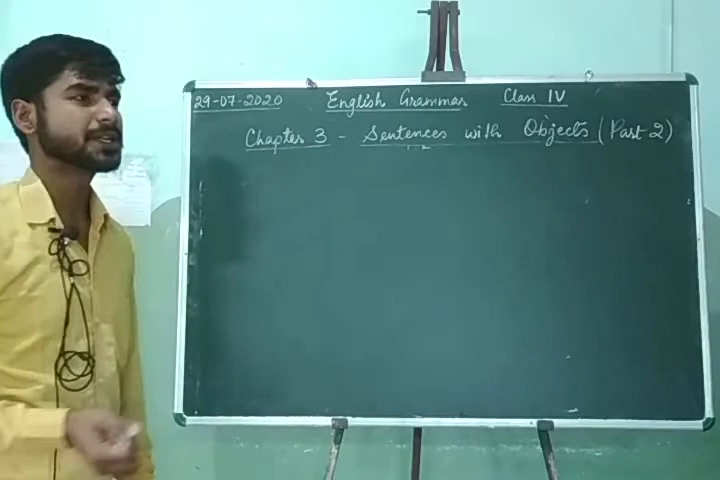 29-07-2020 English Grammar Class IV
Chapter 3 - Sentences with Objects (Part 2)